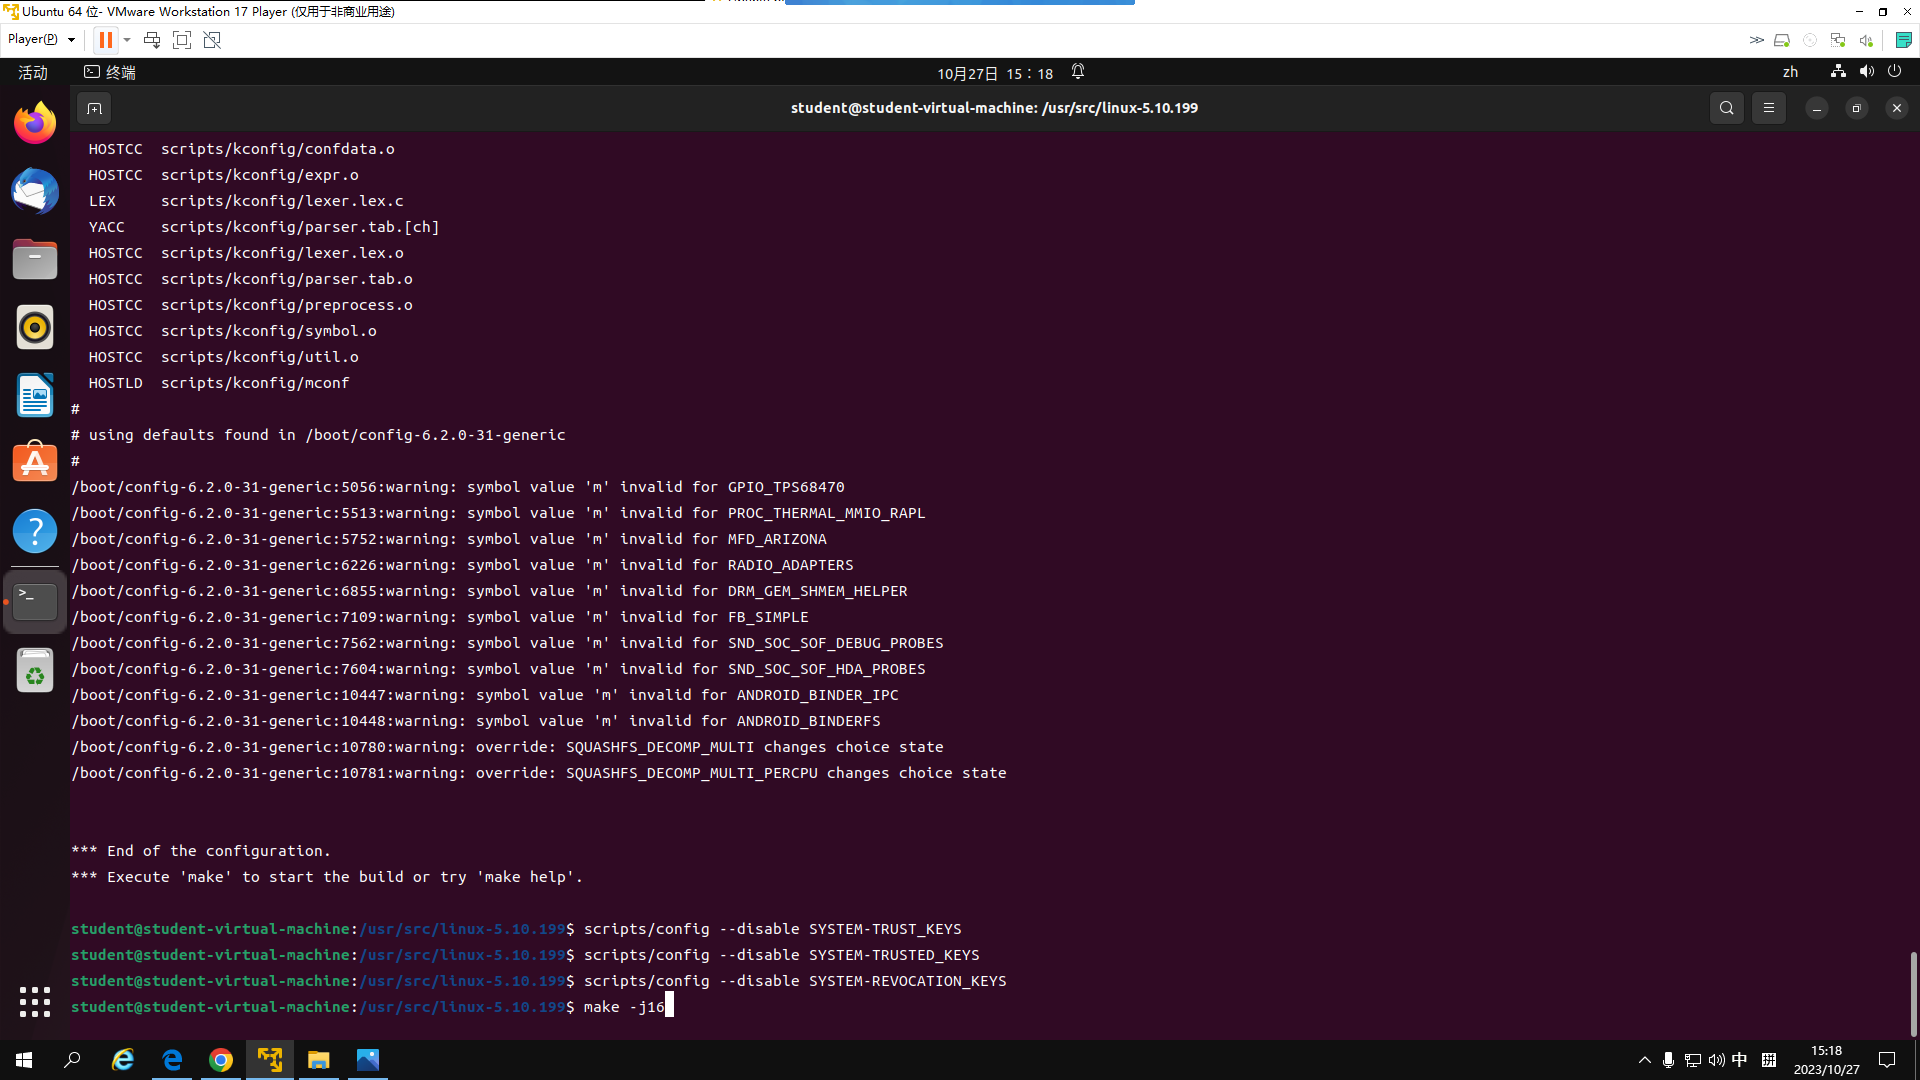 Ubuntu 64 位- VMware Workstation 17 Player (仅用于非商业用途)
Player(P)
活动
终端
10月27日 15：18
zh
student@student-virtual-machine: /usr/src/linux-5.10.199
HOSTCC  scripts/kconfig/confdata.o
HOSTCC  scripts/kconfig/expr.o
LEX     scripts/kconfig/lexer.lex.c
YACC    scripts/kconfig/parser.tab.[ch]
HOSTCC  scripts/kconfig/lexer.lex.o
HOSTCC  scripts/kconfig/parser.tab.o
HOSTCC  scripts/kconfig/preprocess.o
HOSTCC  scripts/kconfig/symbol.o
HOSTCC  scripts/kconfig/util.o
HOSTLD  scripts/kconfig/mconf
#
# using defaults found in /boot/config-6.2.0-31-generic
#
/boot/config-6.2.0-31-generic:5056:warning: symbol value 'm' invalid for GPIO_TPS68470
/boot/config-6.2.0-31-generic:5513:warning: symbol value 'm' invalid for PROC_THERMAL_MMIO_RAPL
/boot/config-6.2.0-31-generic:5752:warning: symbol value 'm' invalid for MFD_ARIZONA
/boot/config-6.2.0-31-generic:6226:warning: symbol value 'm' invalid for RADIO_ADAPTERS
/boot/config-6.2.0-31-generic:6855:warning: symbol value 'm' invalid for DRM_GEM_SHMEM_HELPER
/boot/config-6.2.0-31-generic:7109:warning: symbol value 'm' invalid for FB_SIMPLE
/boot/config-6.2.0-31-generic:7562:warning: symbol value 'm' invalid for SND_SOC_SOF_DEBUG_PROBES
/boot/config-6.2.0-31-generic:7604:warning: symbol value 'm' invalid for SND_SOC_SOF_HDA_PROBES
/boot/config-6.2.0-31-generic:10447:warning: symbol value 'm' invalid for ANDROID_BINDER_IPC
/boot/config-6.2.0-31-generic:10448:warning: symbol value 'm' invalid for ANDROID_BINDERFS
/boot/config-6.2.0-31-generic:10780:warning: override: SQUASHFS_DECOMP_MULTI changes choice state
/boot/config-6.2.0-31-generic:10781:warning: override: SQUASHFS_DECOMP_MULTI_PERCPU changes choice state
*** End of the configuration.
*** Execute 'make' to start the build or try 'make help'.
student@student-virtual-machine:/usr/src/linux-5.10.199$ scripts/config --disable SYSTEM-TRUST_KEYS
student@student-virtual-machine:/usr/src/linux-5.10.199$ scripts/config --disable SYSTEM-TRUSTED_KEYS
student@student-virtual-machine:/usr/src/linux-5.10.199$ scripts/config --disable SYSTEM-REVOCATION_KEYS
student@student-virtual-machine:/usr/src/linux-5.10.199$ make -j16
中
15:18
2023/10/27